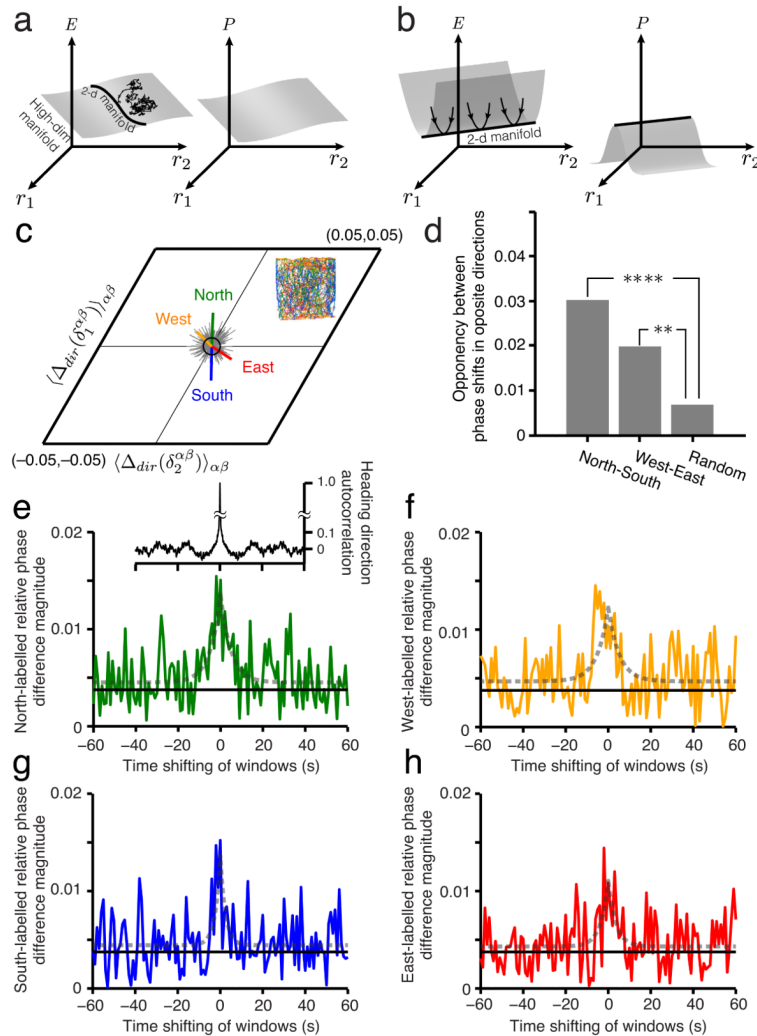 a
E
P
High-dim
manifold
2-d manifold
r1
r2
r1
r2
b
E
P
2-d manifold
r1
r2
r1
r2
c
(0.05,0.05)
⟨Δdir(δ1^αβ)⟩αβ
North
West
East
South
(−0.05,−0.05)
⟨Δdir(δ2^αβ)⟩αβ
d
Opponency between
phase shifts in opposite directions
0.04
0.03
0.02
0.01
0
****
**
North-South
West-East
Random
e
Heading direction
autocorrelation
1.0
0.1
0
North-labelled relative phase
difference magnitude
0.02
0.01
0
−60 −40 −20 0 20 40 60
Time shifting of windows (s)
f
West-labelled relative phase
difference magnitude
0.02
0.01
0
−60 −40 −20 0 20 40 60
Time shifting of windows (s)
g
South-labelled relative phase
difference magnitude
0.02
0.01
0
−60 −40 −20 0 20 40 60
Time shifting of windows (s)
h
East-labelled relative phase
difference magnitude
0.02
0.01
0
−60 −40 −20 0 20 40 60
Time shifting of windows (s)